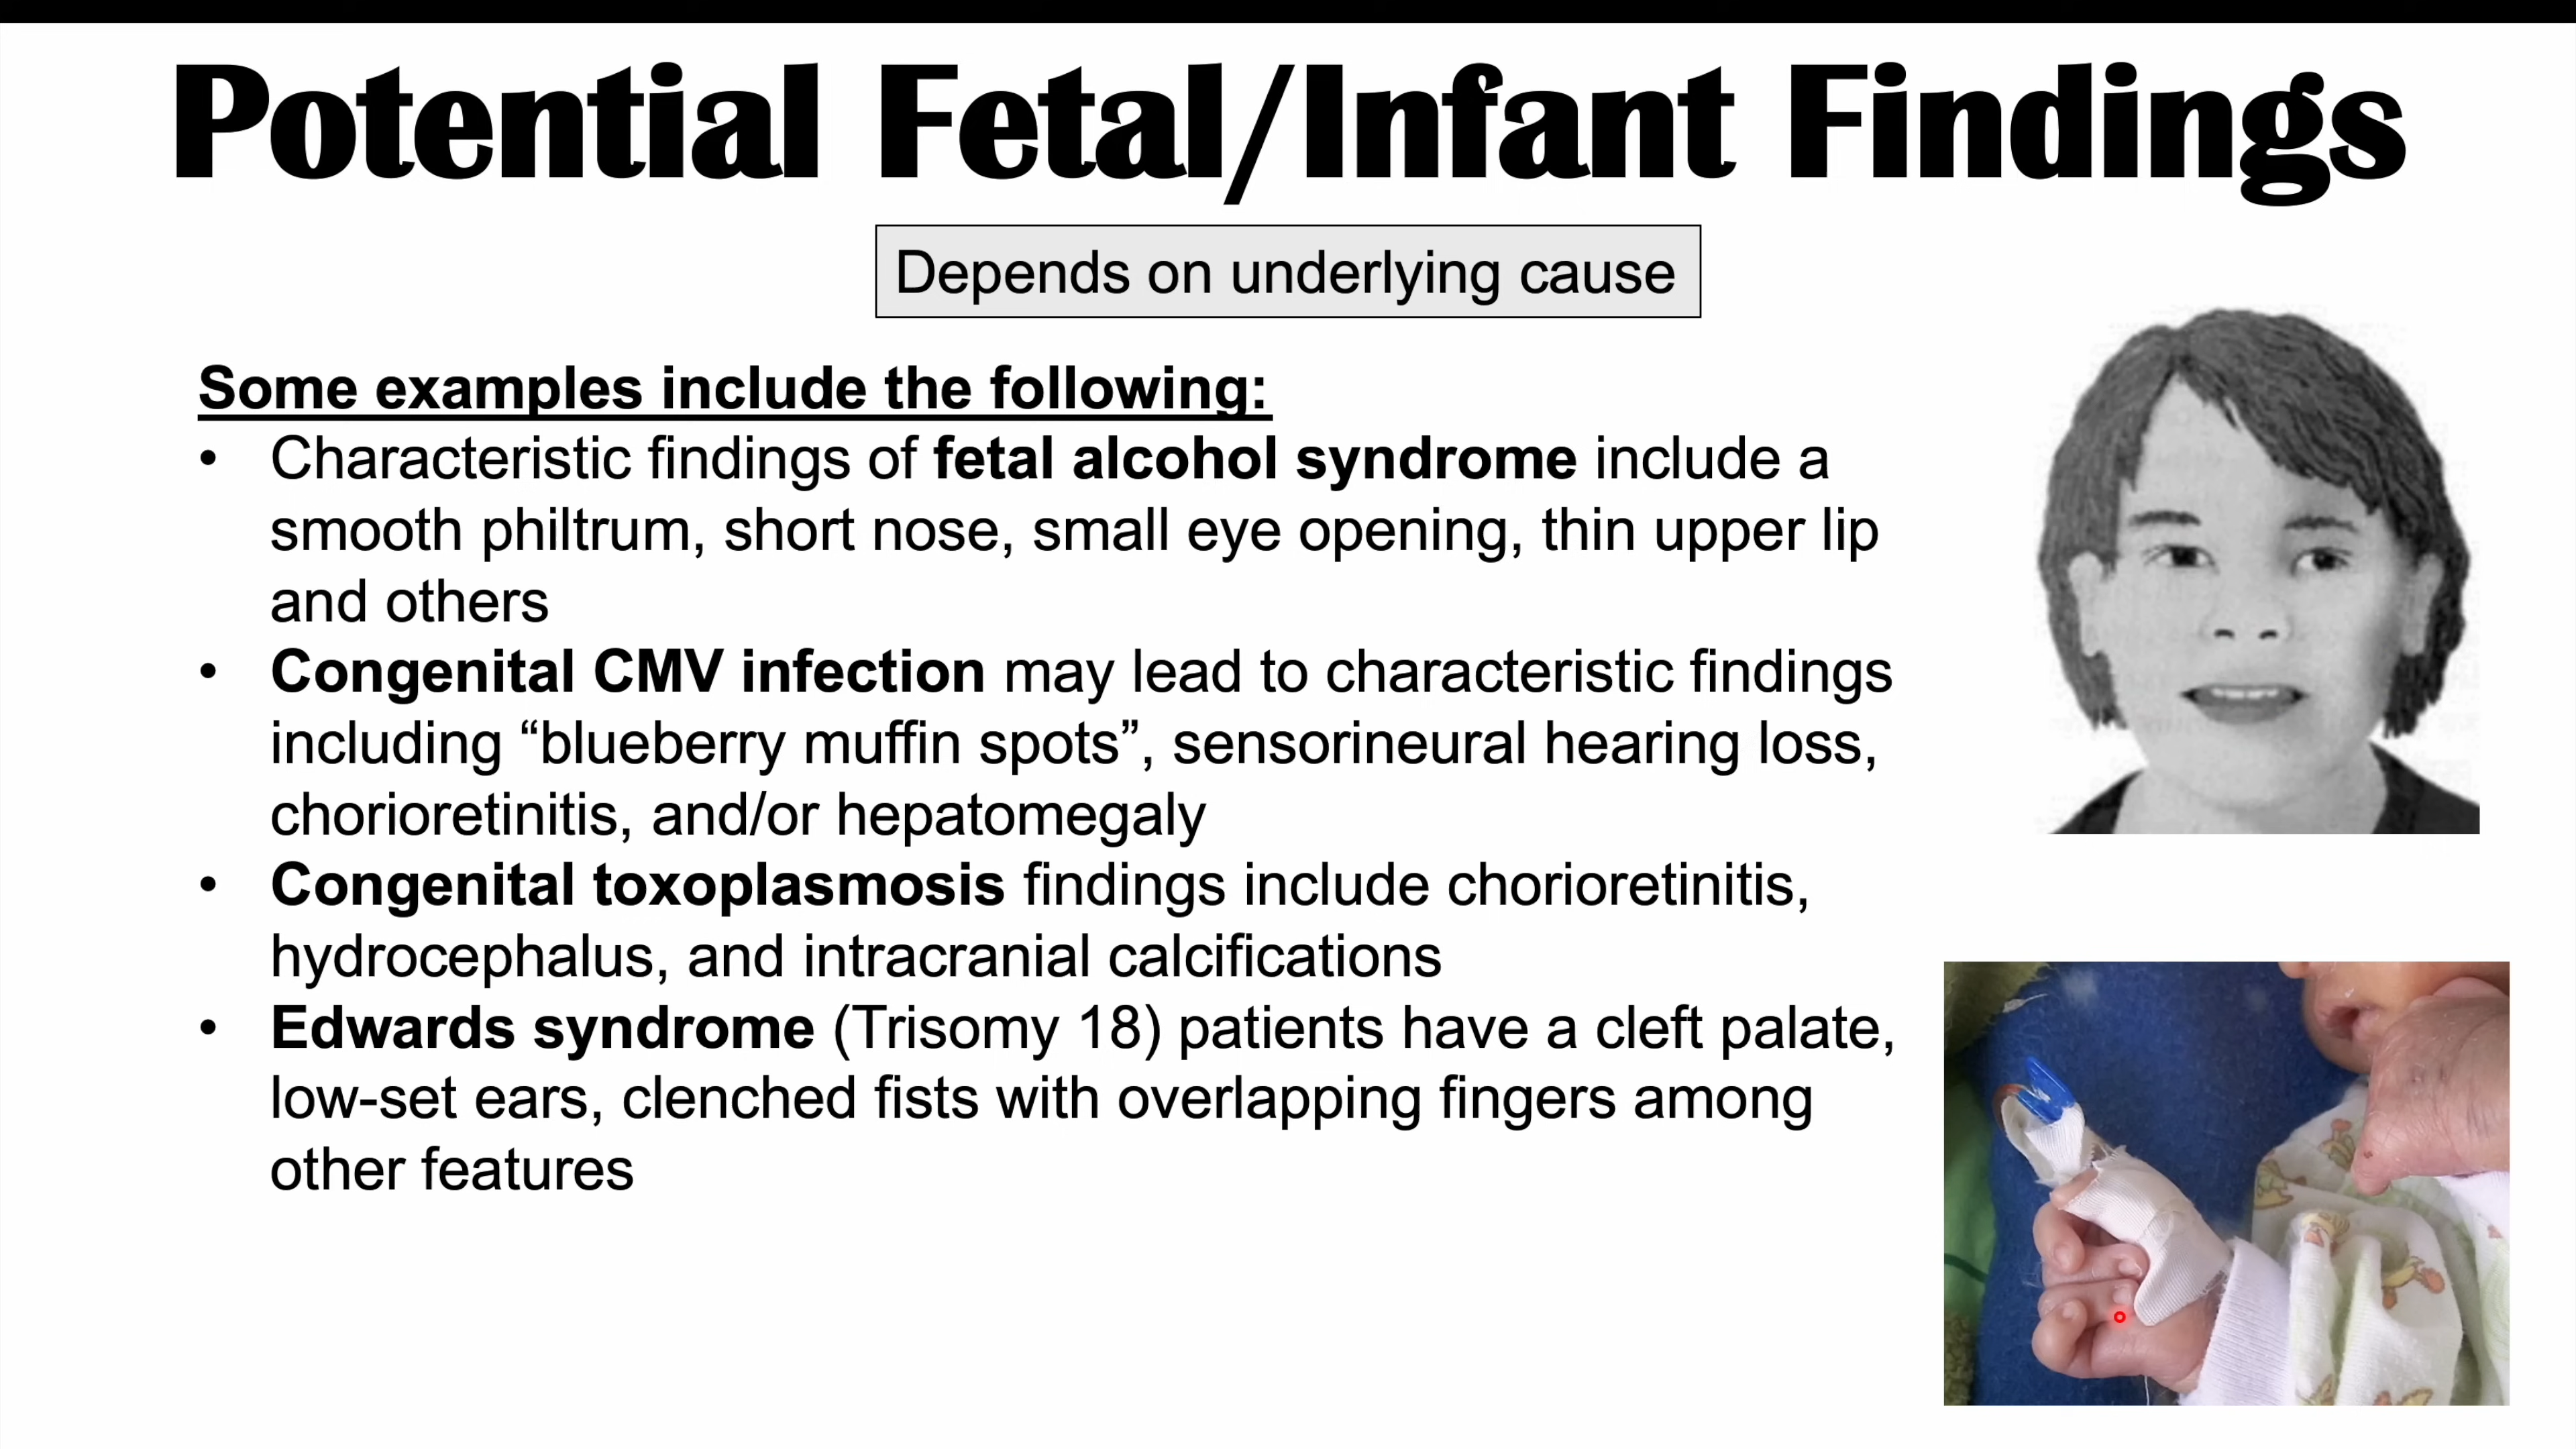 Potential Fetal/Infant Findings
Depends on underlying cause
Some examples include the following:
• Characteristic findings of fetal alcohol syndrome include a
smooth philtrum, short nose, small eye opening, thin upper lip
and others
• Congenital CMV infection may lead to characteristic findings
including “blueberry muffin spots”, sensorineural hearing loss,
chorioretinitis, and/or hepatomegaly
• Congenital toxoplasmosis findings include chorioretinitis,
hydrocephalus, and intracranial calcifications
• Edwards syndrome (Trisomy 18) patients have a cleft palate,
low-set ears, clenched fists with overlapping fingers among
other features